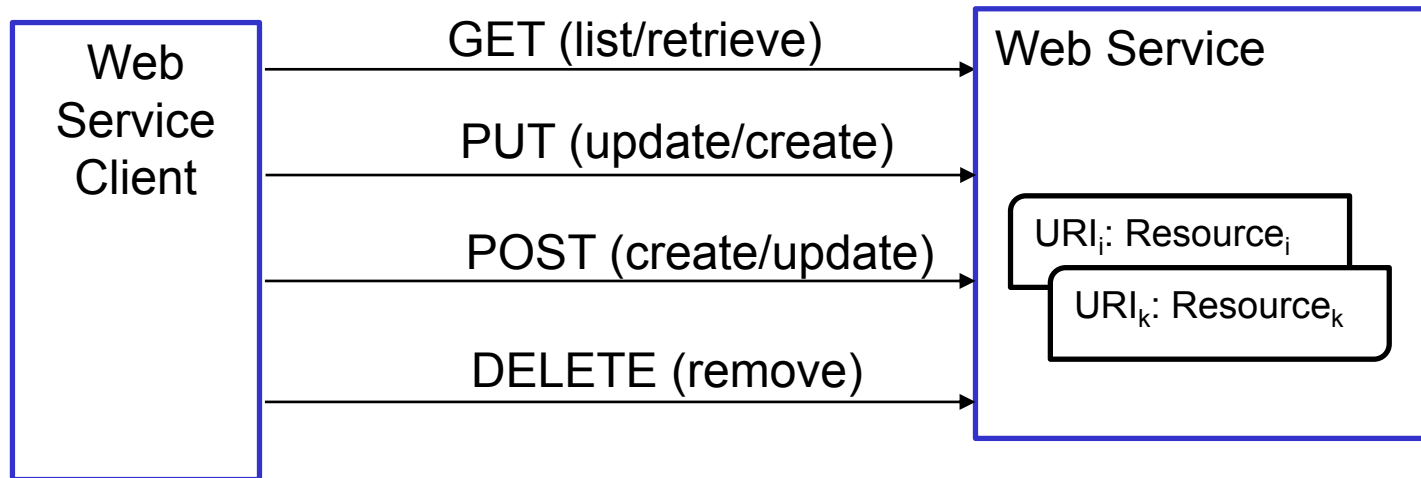 Web
Service
Client
GET (list/retrieve)
PUT (update/create)
POST (create/update)
DELETE (remove)
Web Service
URIᵢ: Resourceᵢ
URIₖ: Resourceₖ